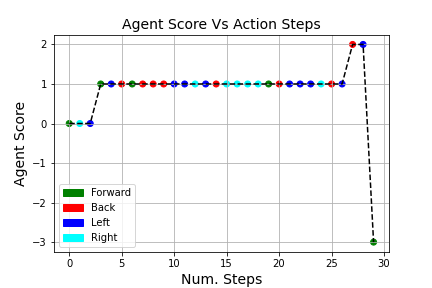 Agent Score Vs Action Steps
Agent Score
2
1
0
−1
−2
−3
Forward
Back
Left
Right
0 5 10 15 20 25 30
Num. Steps